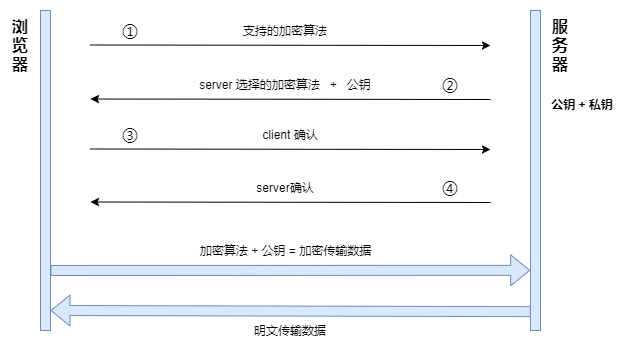 浏览器
服务器
① 支持的加密算法
server 选择的加密算法 + 公钥 ②
公钥 + 私钥
③ client 确认
server确认 ④
加密算法 + 公钥 = 加密传输数据
明文传输数据